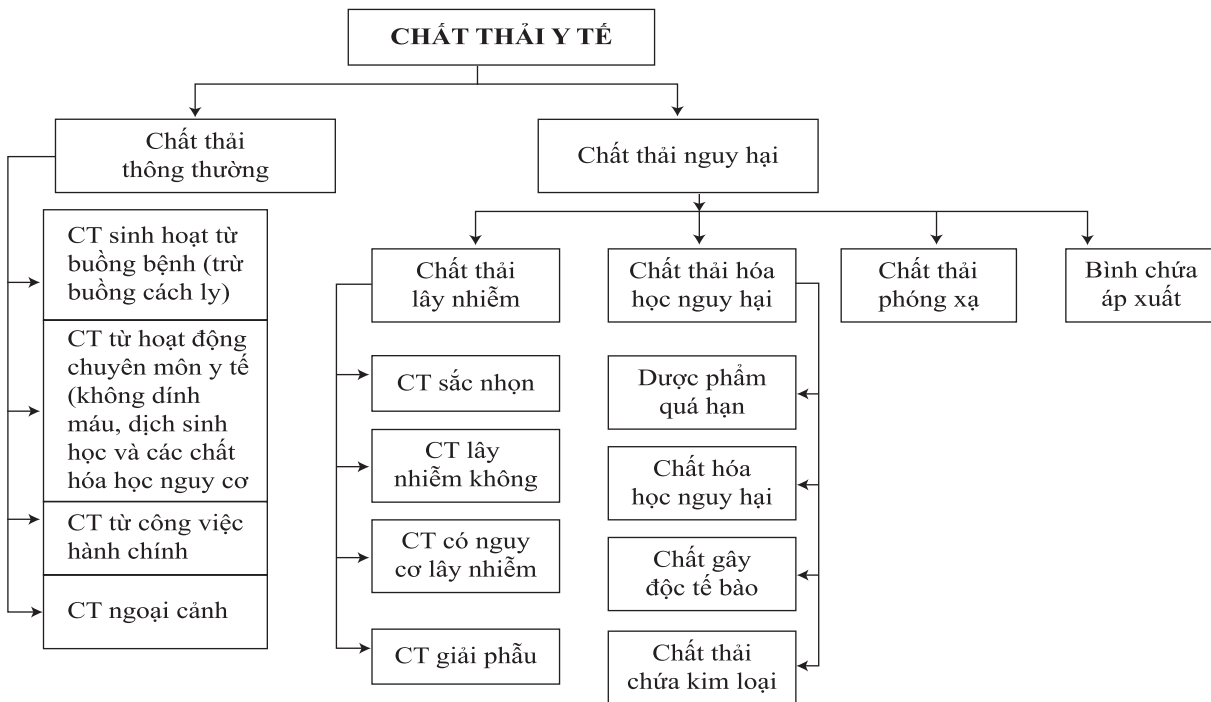 CHẤT THẢI Y TẾ
Chất thải
thông thường
Chất thải nguy hại
CT sinh hoạt từ
buồng bệnh (trừ
buồng cách ly)
CT từ hoạt động
chuyên môn y tế
(không dính
máu, dịch sinh
học và các chất
hóa học nguy cơ
CT từ công việc
hành chính
CT ngoại cảnh
Chất thải
lây nhiễm
CT sắc nhọn
CT lây
nhiễm không
CT có nguy
cơ lây nhiễm
CT giải phẫu
Chất thải hóa
học nguy hại
Dược phẩm
quá hạn
Chất hóa
học nguy hại
Chất gây
độc tế bào
Chất thải
chứa kim loại
Chất thải
phóng xạ
Bình chứa
áp xuất